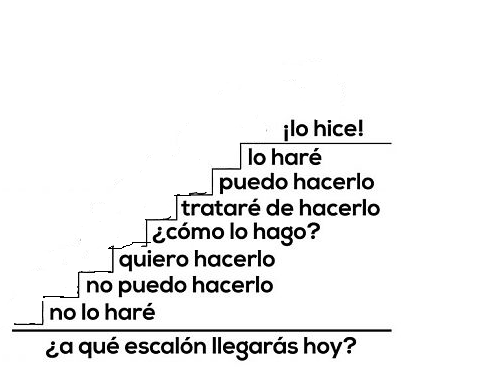 ¡lo hice!
lo haré
puedo hacerlo
trataré de hacerlo
¿cómo lo hago?
quiero hacerlo
no puedo hacerlo
no lo haré
¿a qué escalón llegarás hoy?